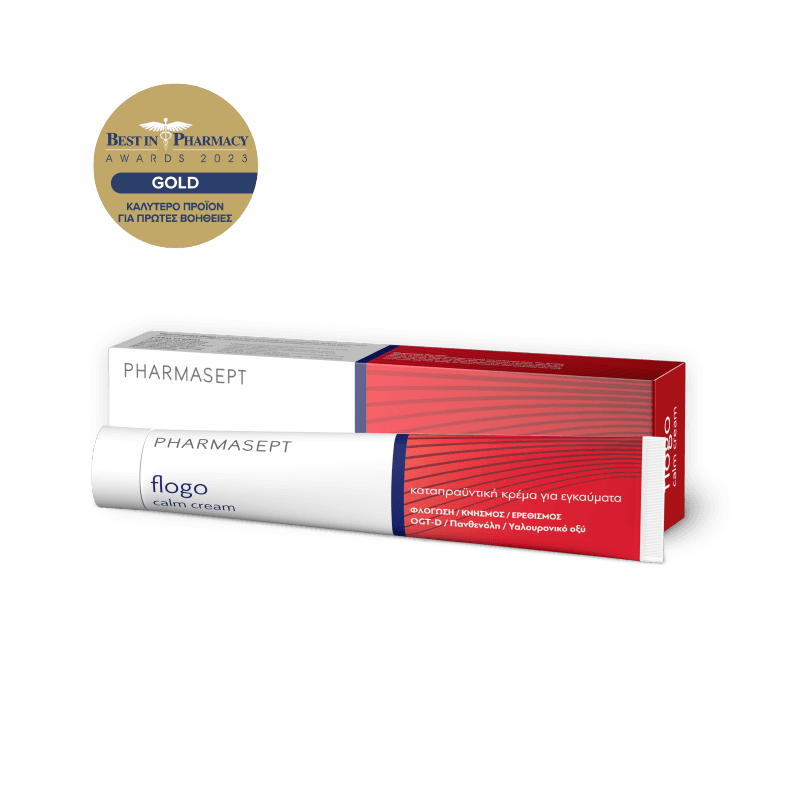 BEST IN PHARMACY
AWARDS 2023
GOLD
ΚΑΛΥΤΕΡΟ ΠΡΟΪΟΝ
ΓΙΑ ΠΡΩΤΕΣ ΒΟΗΘΕΙΕΣ
PHARMASEPT
PHARMASEPT
flogo
calm cream
καταπραϋντική κρέμα για εγκαύματα
ΦΛΟΓΩΣΗ / ΚΝΗΣΜΟΣ / ΕΡΕΘΙΣΜΟΣ
OGT-D / Πανθενόλη / Υαλουρονικό οξύ
flogo
calm cream